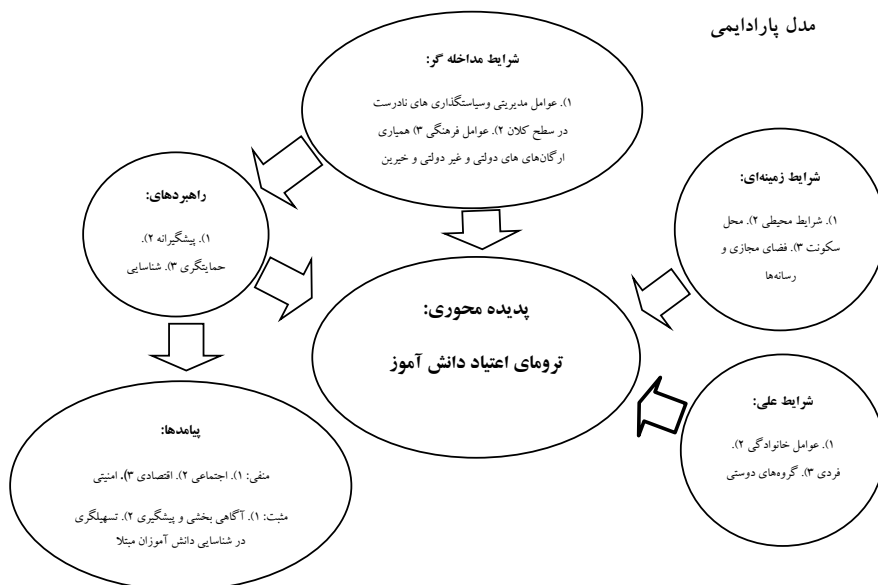 مدل پارادایمی
شرایط مداخله گر:
۱). عوامل مدیریتی وسیاستگذاری های نادرست
در سطح کلان ۲). عوامل فرهنگی ۳) همیاری
ارگان‌های های دولتی و غیر دولتی و خیرین
شرایط زمینه‌ای:
۱). شرایط محیطی ۲). محل
سکونت ۳). فضای مجازی و
رسانه‌ها
راهبردهای:
۱). پیشگیرانه ۲).
حمایتگری ۳). شناسایی
پدیده محوری:
ترومای اعتیاد دانش آموز
شرایط علی:
۱). عوامل خانوادگی ۲).
فردی ۳). گروه‌های دوستی
پیامدها:
منفی: ۱). اجتماعی ۲). اقتصادی ۳). امنیتی
مثبت: ۱). آگاهی بخشی و پیشگیری ۲). تسهیلگری
در شناسایی دانش آموزان مبتلا